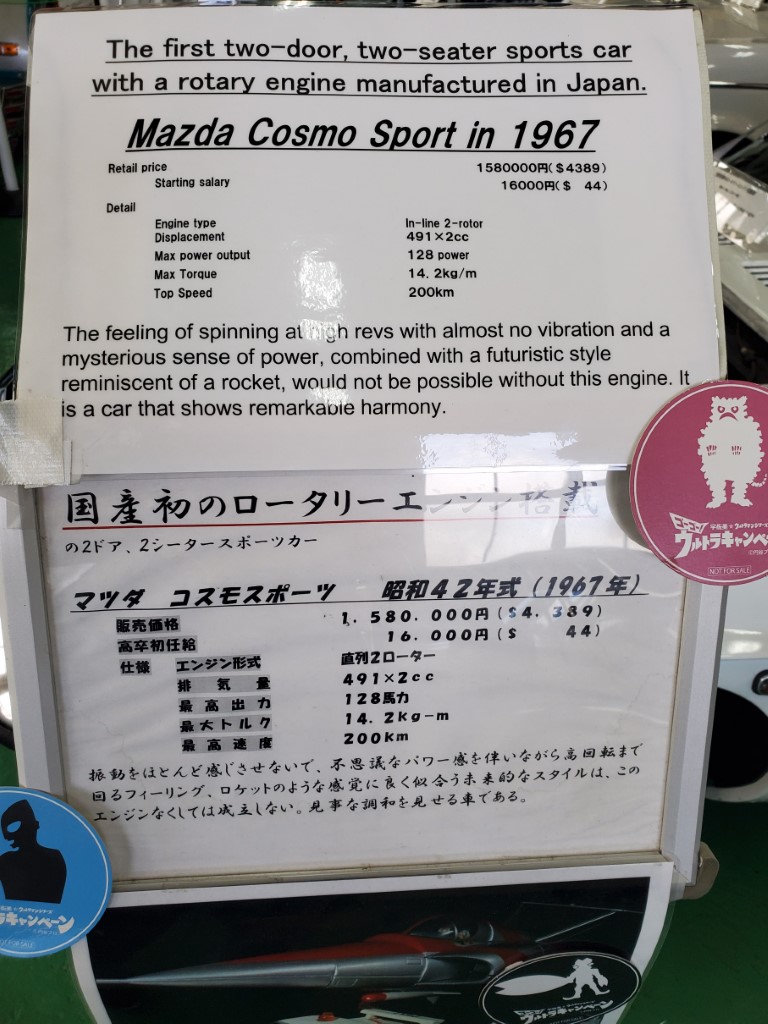 The first two-door, two-seater sports car
with a rotary engine manufactured in Japan.
Mazda Cosmo Sport in 1967
Retail price 1580000円($4389)
Starting salary 16000円($ 44)
Detail
Engine type In-line 2-rotor
Displacement 491×2cc
Max power output 128 power
Max Torque 14.2kg/m
Top Speed 200km
The feeling of spinning at high revs with almost no vibration and a
mysterious sense of power, combined with a futuristic style
reminiscent of a rocket, would not be possible without this engine. It
is a car that shows remarkable harmony.
国産初のロータリーエンジン搭載
の2ドア、2シータースポーツカー
マツダ コスモスポーツ 昭和42年式(1967年)
販売価格 1.580.000円($4.389)
高卒初任給 16.000円($ 44)
仕様 エンジン形式 直列2ローター
排気量 491×2cc
最高出力 128馬力
最大トルク 14.2kg-m
最高速度 200km
振動をほとんど感じさせないで、不思議なパワー感を伴いながら高回転まで
回るフィーリング、ロケットのような感覚に良く似合う未来的なスタイルは、この
エンジンなくしては成立しない。見事な調和を見せる車である。
ウルトラキャンペ
NOT FOR SALE
ラキャンペーン
FOR SALE